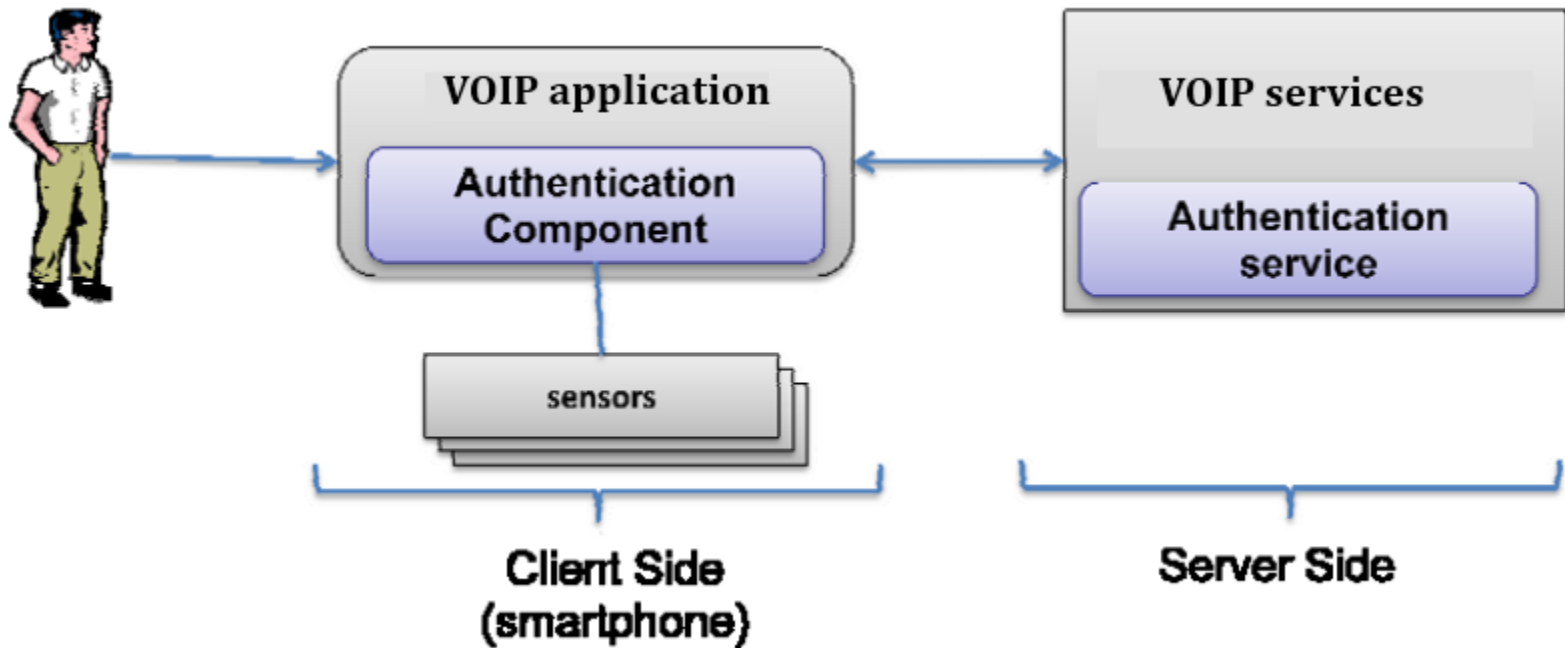 VOIP application
Authentication
Component
sensors
Client Side
(smartphone)
VOIP services
Authentication
service
Server Side